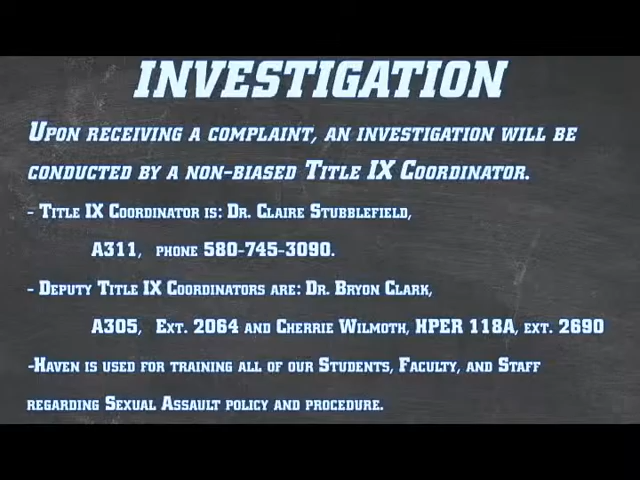 INVESTIGATION
Upon receiving a complaint, an investigation will be
conducted by a non-biased Title IX Coordinator.
- Title IX Coordinator is: Dr. Claire Stubblefield,
A311, phone 580-745-3090.
- Deputy Title IX Coordinators are: Dr. Bryon Clark,
A305, Ext. 2064 and Cherrie Wilmoth, HPER 118A, ext. 2690
-Haven is used for training all of our Students, Faculty, and Staff
regarding Sexual Assault policy and procedure.